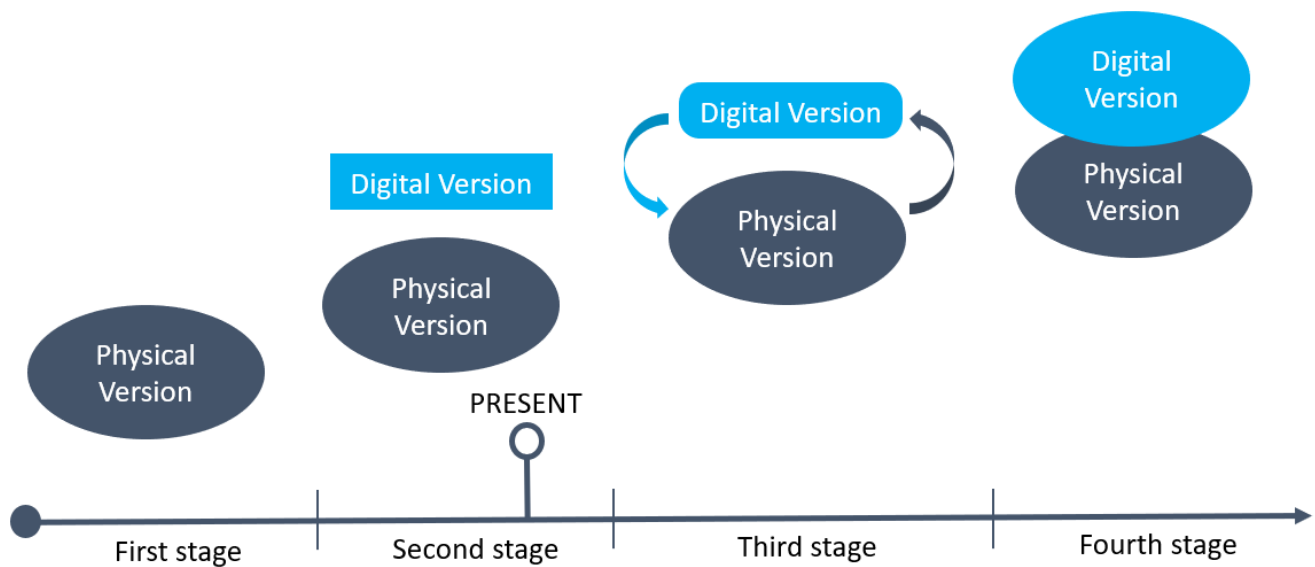 Digital
Version
Digital Version
Physical
Version
Digital Version
Physical
Version
Physical
Version
Physical
Version
PRESENT
First stage
Second stage
Third stage
Fourth stage